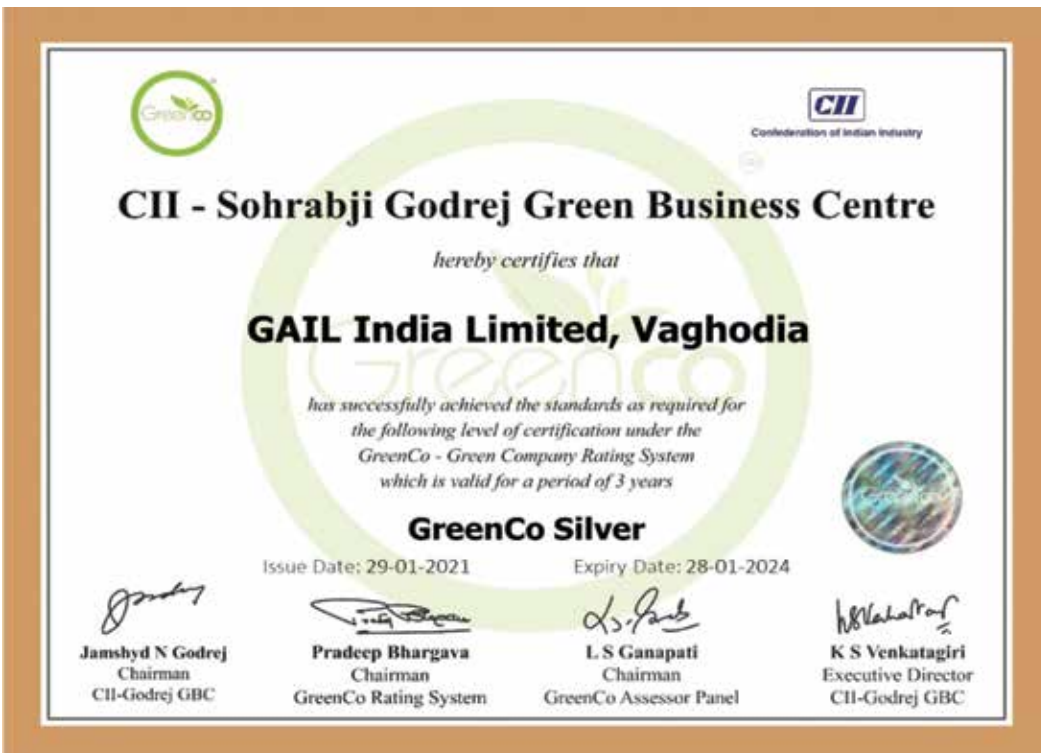 Greenco
CII
Confederation of Indian Industry
CII - Sohrabji Godrej Green Business Centre
hereby certifies that
GAIL India Limited, Vaghodia
Greenco
has successfully achieved the standards as required for
the following level of certification under the
GreenCo - Green Company Rating System
which is valid for a period of 3 years
Greenco
GreenCo Silver
Issue Date: 29-01-2021 Expiry Date: 28-01-2024
Jamshyd N Godrej Pradeep Bhargava L S Ganapati K S Venkatagiri
Chairman Chairman Chairman Executive Director
CII-Godrej GBC GreenCo Rating System GreenCo Assessor Panel CII-Godrej GBC